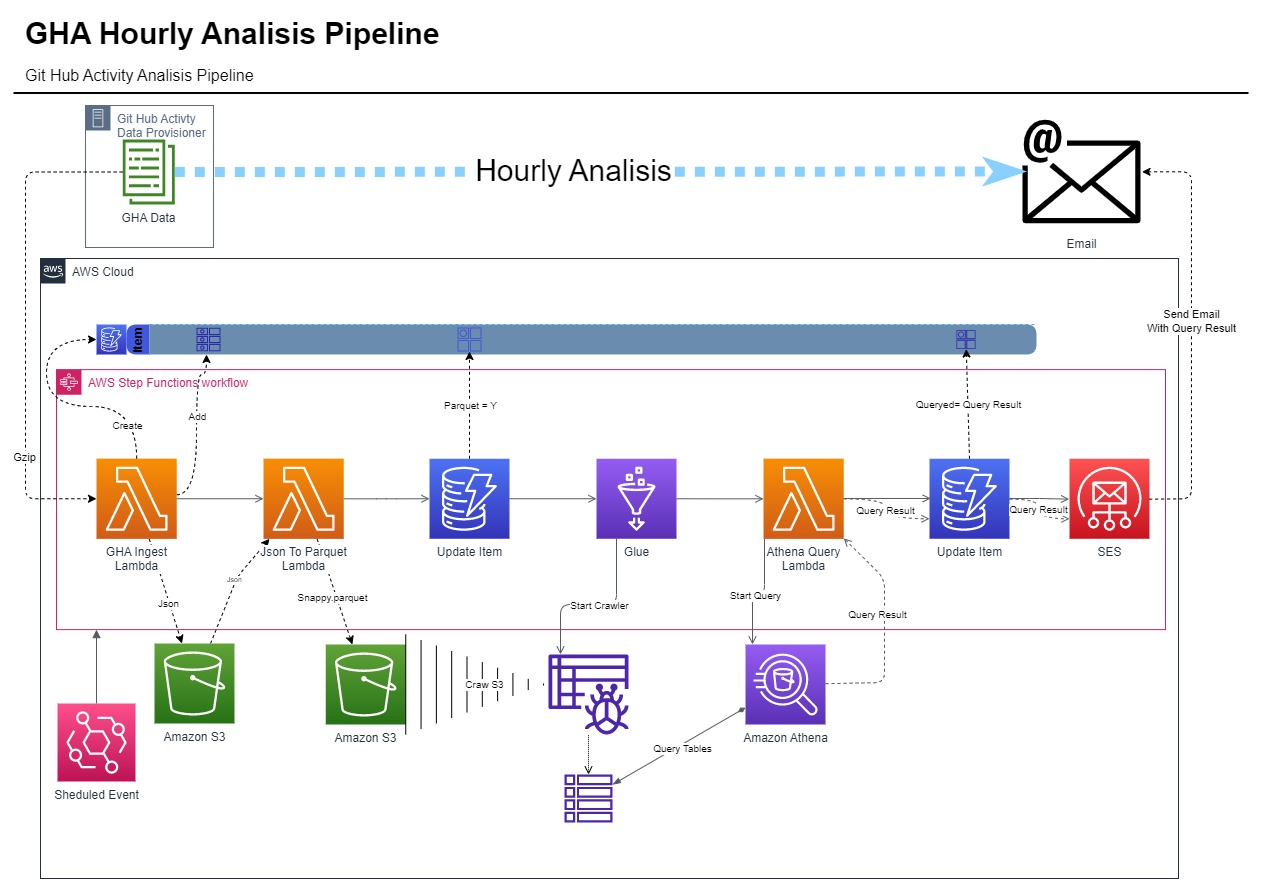 GHA Hourly Analisis Pipeline
Git Hub Activity Analisis Pipeline
Git Hub Activty
Data Provisioner
GHA Data
Hourly Analisis
@
Email
aws
AWS Cloud
Item
Send Email
With Query Result
AWS Step Functions workflow
Create
Add
Parquet = Y
Queryed= Query Result
Gzip
Query Result
Query Result
GHA Ingest
Lambda
Json To Parquet
Lambda
Update Item
Glue
Athena Query
Lambda
Update Item
SES
Json
Json
Snappy.parquet
Start Crawler
Start Query
Query Result
Craw S3
Amazon S3
Amazon S3
Amazon Athena
Query Tables
Sheduled Event